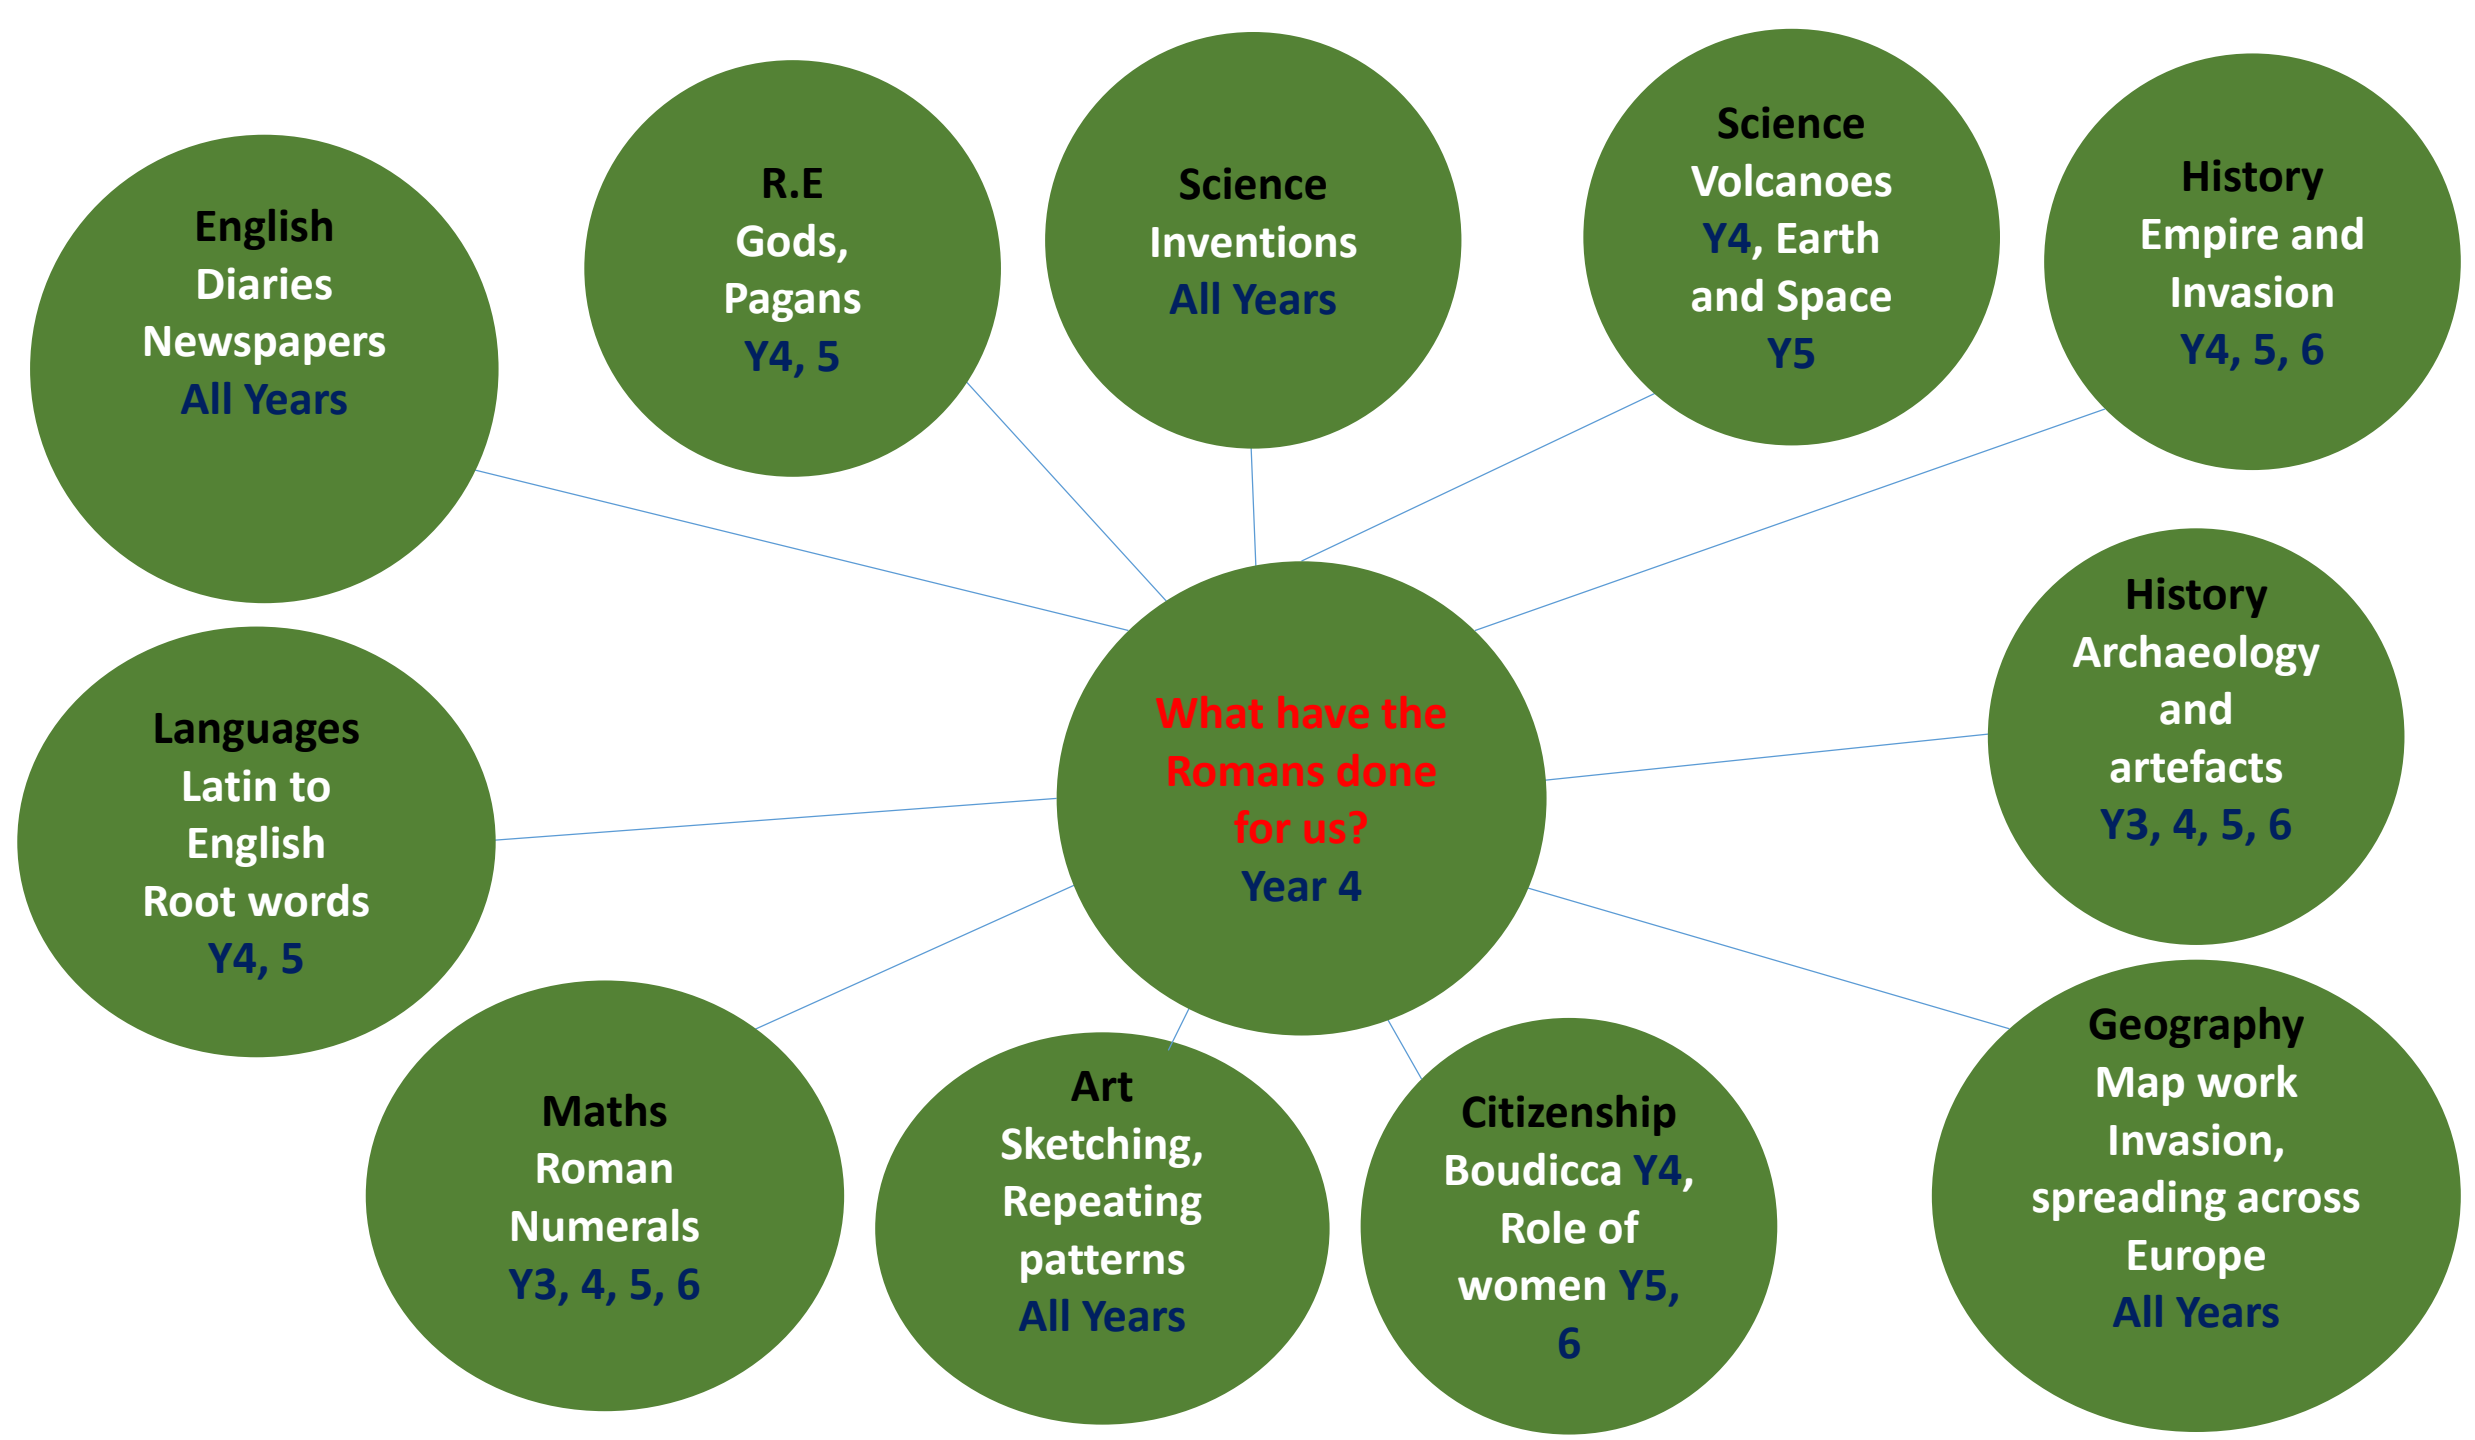 English
Diaries
Newspapers
All Years
R.E
Gods,
Pagans
Y4, 5
Science
Inventions
All Years
Science
Volcanoes
Y4, Earth
and Space
Y5
History
Empire and
Invasion
Y4, 5, 6
What have the
Romans done
for us?
Year 4
History
Archaeology
and
artefacts
Y3, 4, 5, 6
Languages
Latin to
English
Root words
Y4, 5
Maths
Roman
Numerals
Y3, 4, 5, 6
Art
Sketching,
Repeating
patterns
All Years
Citizenship
Boudicca Y4,
Role of
women Y5,
6
Geography
Map work
Invasion,
spreading across
Europe
All Years